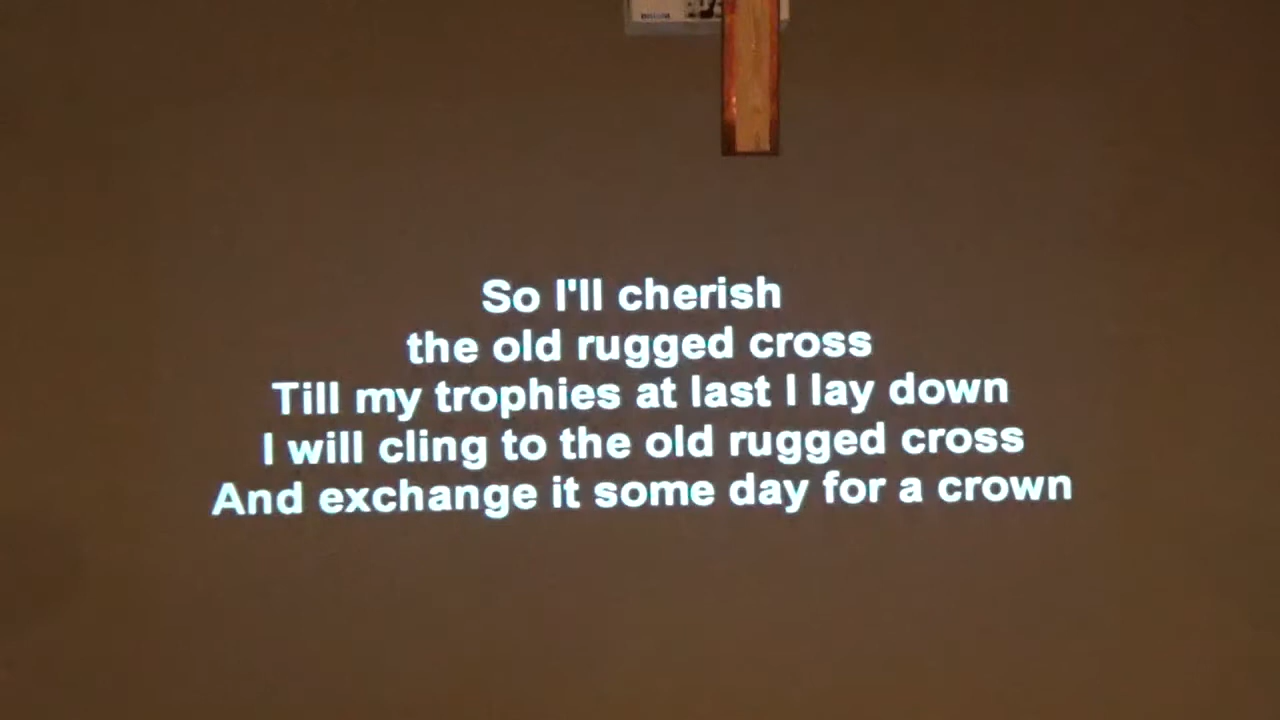 So I'll cherish
the old rugged cross
Till my trophies at last I lay down
I will cling to the old rugged cross
And exchange it some day for a crown